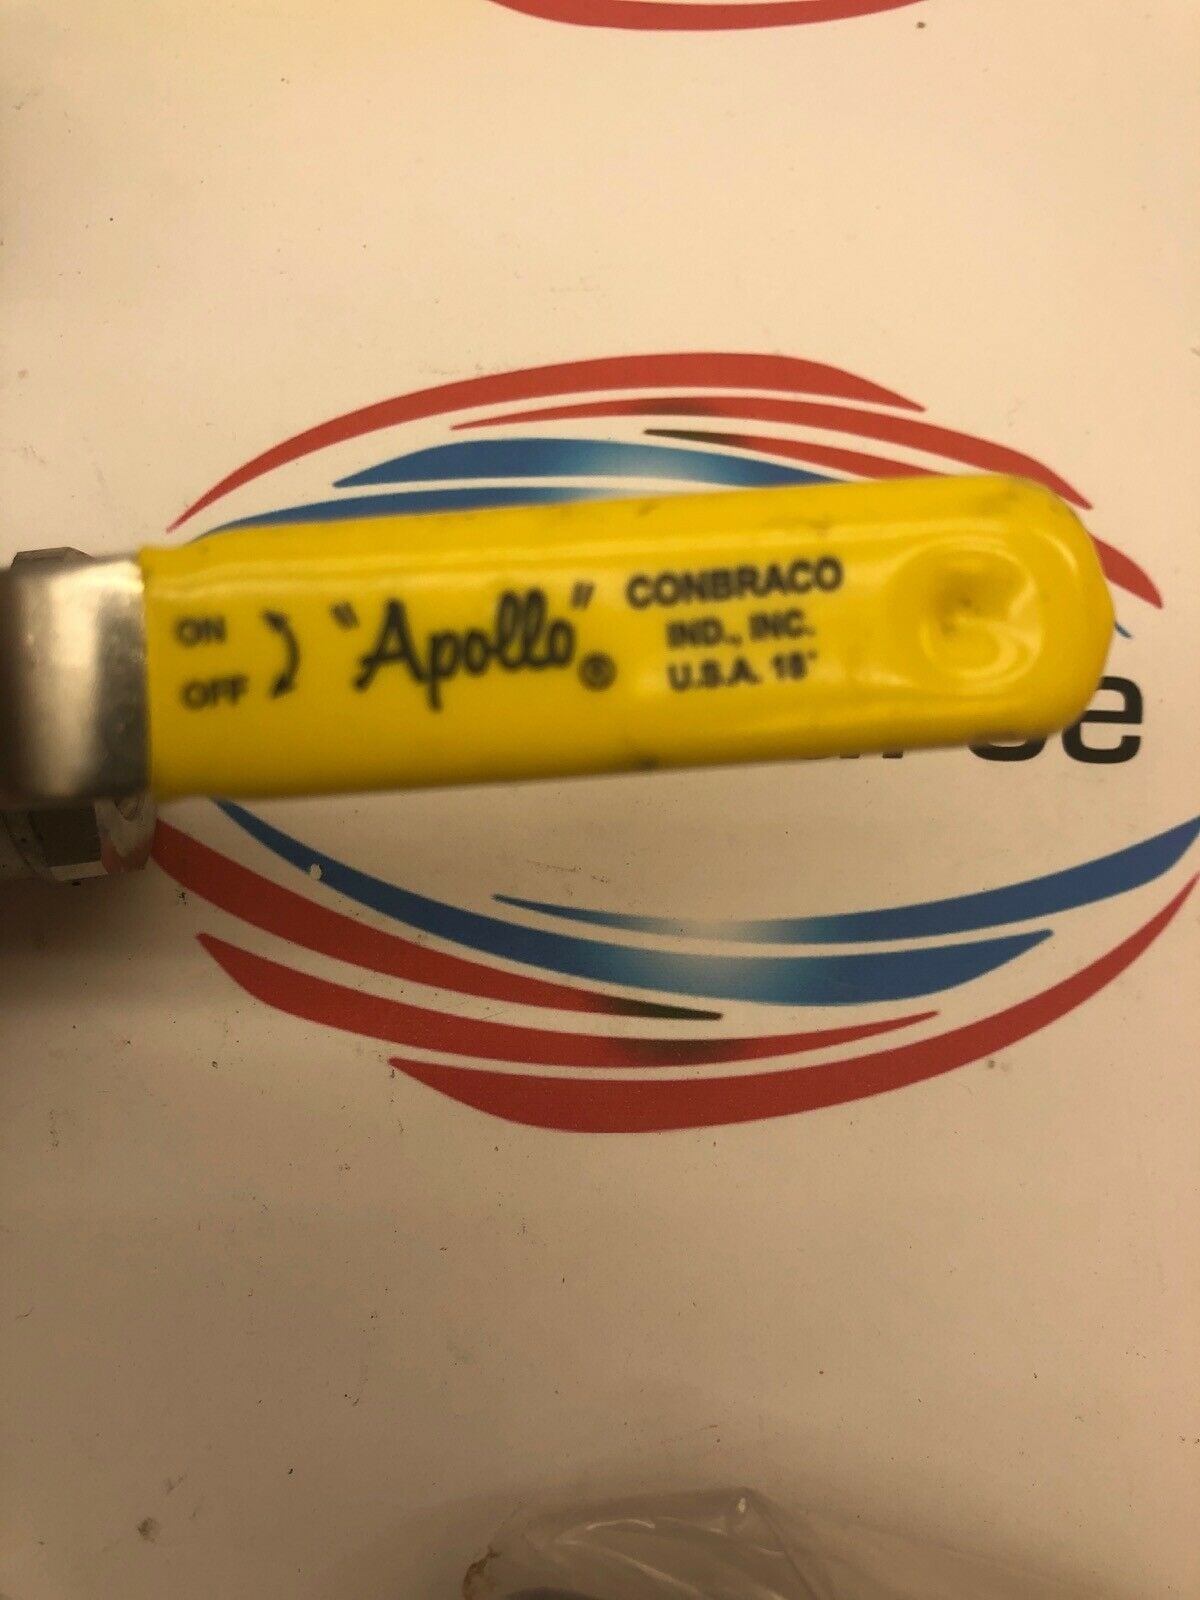 ON
OFF
"Apollo"®
CONBRACO
IND., INC.
U.S.A. 18'